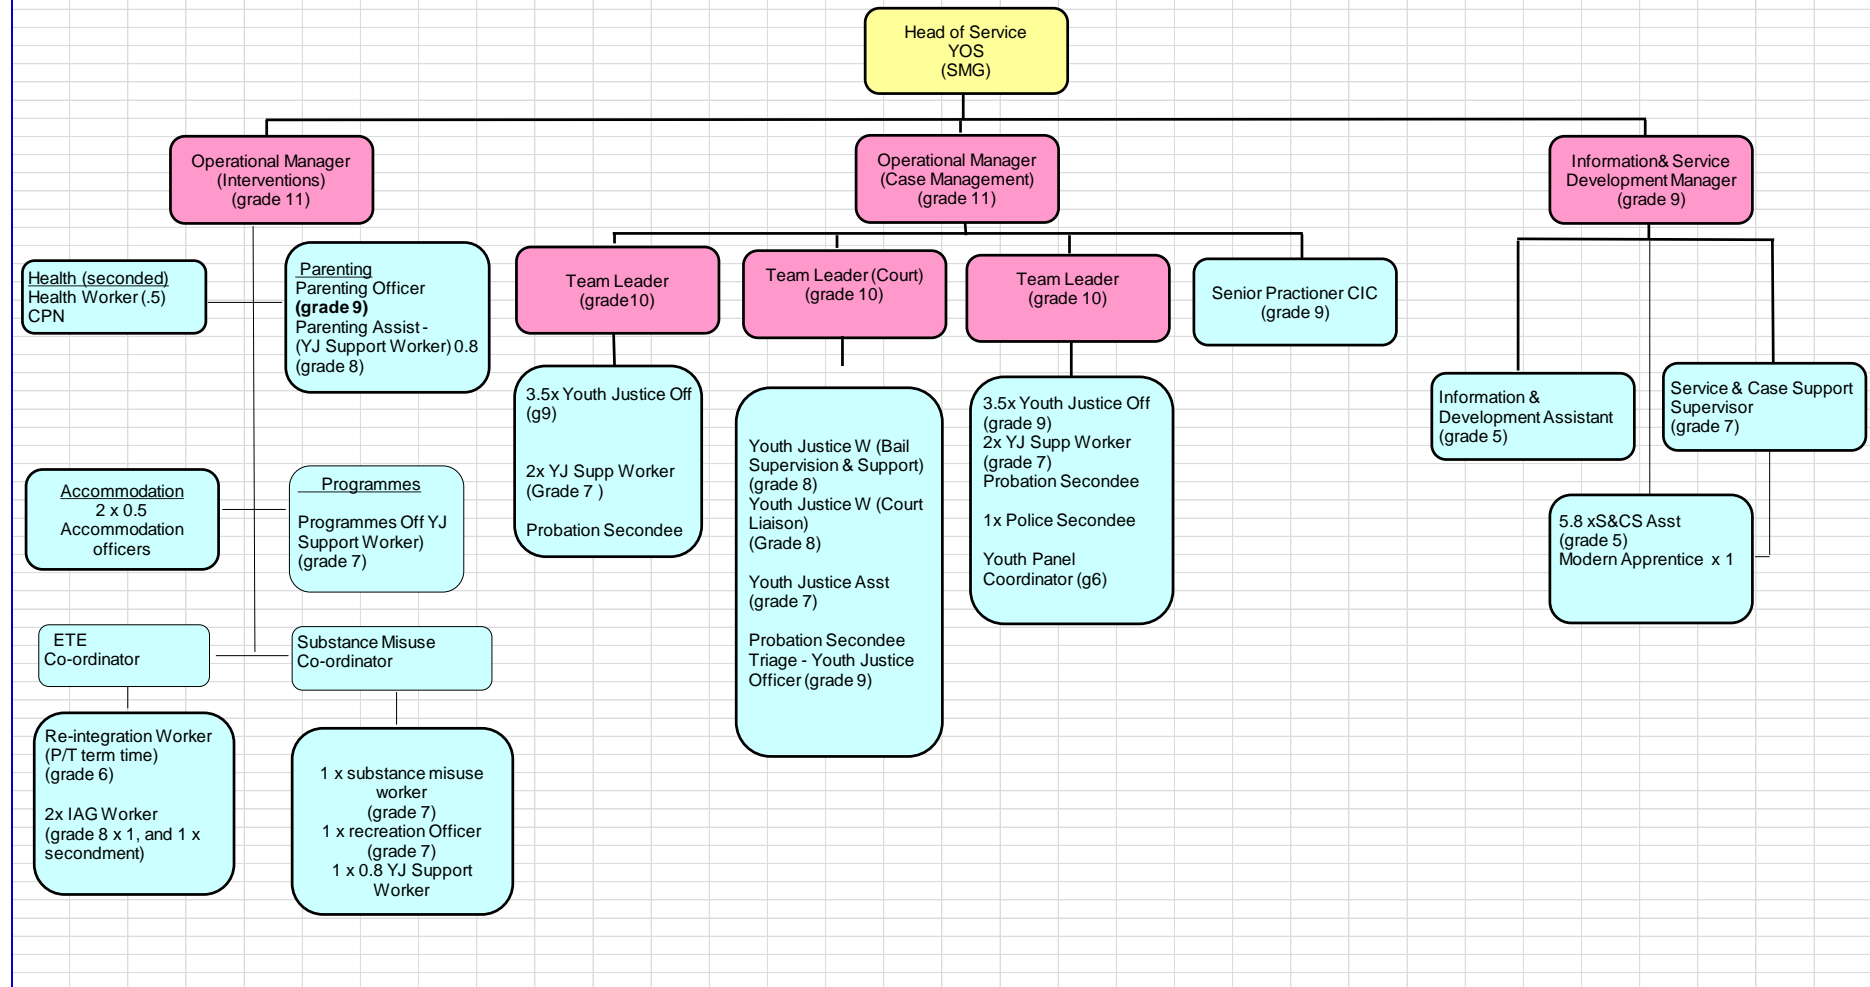 Head of Service
YOS
(SMG)
Operational Manager
(Interventions)
(grade 11)
Operational Manager
(Case Management)
(grade 11)
Information& Service
Development Manager
(grade 9)
Health (seconded)
Health Worker (.5)
CPN
Parenting
Parenting Officer
(grade 9)
Parenting Assist -
(YJ Support Worker) 0.8
(grade 8)
Team Leader
(grade10)
Team Leader (Court)
(grade 10)
Team Leader
(grade 10)
Senior Practioner CIC
(grade 9)
3.5x Youth Justice Off
(g9)
2x YJ Supp Worker
(Grade 7 )
Probation Secondee
Youth Justice W (Bail
Supervision & Support)
(grade 8)
Youth Justice W (Court
Liaison)
(Grade 8)
Youth Justice Asst
(grade 7)
Probation Secondee
Triage - Youth Justice
Officer (grade 9)
3.5x Youth Justice Off
(grade 9)
2x YJ Supp Worker
(grade 7)
Probation Secondee
1x Police Secondee
Youth Panel
Coordinator (g6)
Information &
Development Assistant
(grade 5)
Service & Case Support
Supervisor
(grade 7)
5.8 xS&CS Asst
(grade 5)
Modern Apprentice x 1
Accommodation
2 x 0.5
Accommodation
officers
Programmes
Programmes Off YJ
Support Worker)
(grade 7)
ETE
Co-ordinator
Substance Misuse
Co-ordinator
Re-integration Worker
(P/T term time)
(grade 6)
2x IAG Worker
(grade 8 x 1, and 1 x
secondment)
1 x substance misuse
worker
(grade 7)
1 x recreation Officer
(grade 7)
1 x 0.8 YJ Support
Worker